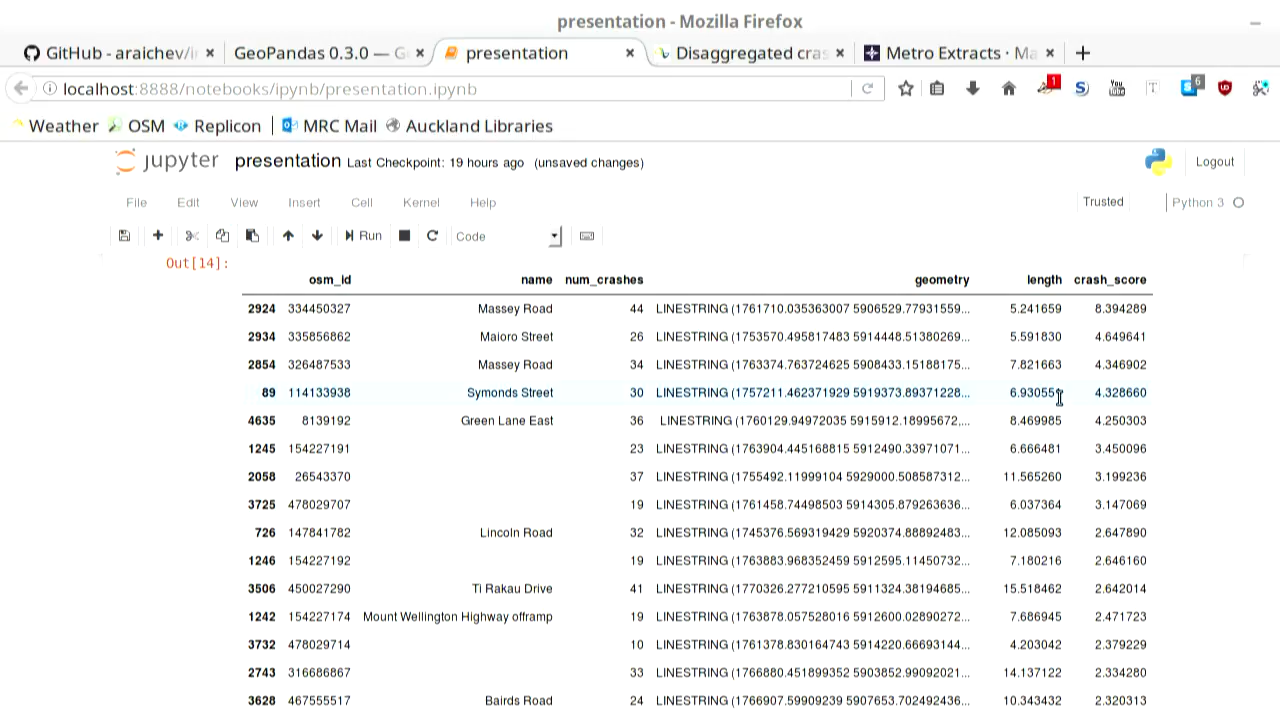 presentation - Mozilla Firefox
GitHub - araichev/i × GeoPandas 0.3.0 — G × presentation × Disaggregated cras × Metro Extracts · Ma × +
localhost:8888/notebooks/ipynb/presentation.ipynb
Weather OSM Replicon MRC Mail Auckland Libraries
jupyter presentation Last Checkpoint: 19 hours ago (unsaved changes) Logout
File Edit View Insert Cell Kernel Help Trusted Python 3
Run Code
Out[14]:
osm_id name num_crashes geometry length crash_score
2924 334450327 Massey Road 44 LINESTRING (1761710.035363007 5906529.77931559... 5.241659 8.394289
2934 335856862 Maioro Street 26 LINESTRING (1753570.495817483 5914448.51380269... 5.591830 4.649641
2854 326487533 Massey Road 34 LINESTRING (1763374.763724625 5908433.15188175... 7.821663 4.346902
89 114133938 Symonds Street 30 LINESTRING (1757211.462371929 5919373.89371228... 4.328660
4635 8139192 Green Lane East 36 LINESTRING (1760129.94972035 5915912.18995672,... 8.469985 4.250303
1245 154227191 23 LINESTRING (1763904.445168815 5912490.33971071... 6.666481 3.450096
2058 26543370 37 LINESTRING (1755492.11999104 5929000.508587312... 11.565260 3.199236
3725 478029707 19 LINESTRING (1761458.74498503 5914305.879263636... 6.037364 3.147069
726 147841782 Lincoln Road 32 LINESTRING (1745376.569319429 5920374.88892483... 12.085093 2.647890
1246 154227192 19 LINESTRING (1763883.968352459 5912595.11450732... 7.180216 2.646160
3506 450027290 Ti Rakau Drive 41 LINESTRING (1770326.277210595 5911324.38194685... 15.518462 2.642014
1242 154227174 Mount Wellington Highway offramp 19 LINESTRING (1763878.057528016 5912600.02890272... 7.686945 2.471723
3732 478029714 10 LINESTRING (1761378.830164743 5914220.66693144... 4.203042 2.379229
2743 316686867 33 LINESTRING (1766880.451899352 5903852.99092021... 14.137122 2.334280
3628 467555517 Bairds Road 24 LINESTRING (1766907.59909239 5907653.702492436... 10.343432 2.320313